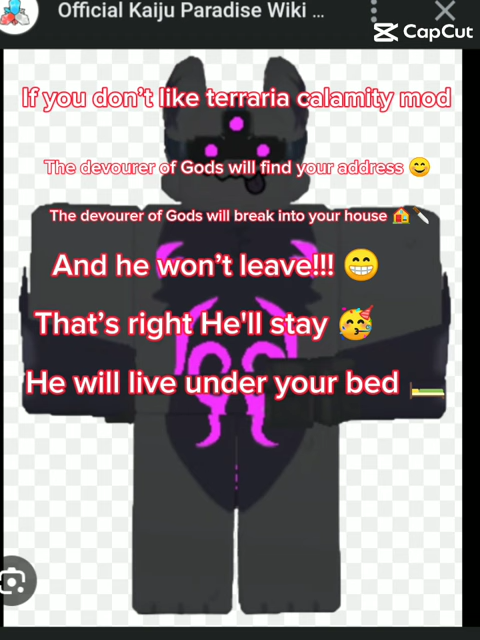 Official Kaiju Paradise Wiki ...
CapCut
If you don't like terraria calamity mod
The devourer of Gods will find your address 😊
The devourer of Gods will break into your house 🏠🔪
And he won't leave!!! 😁
That's right He'll stay 🥳
He will live under your bed 🛏️